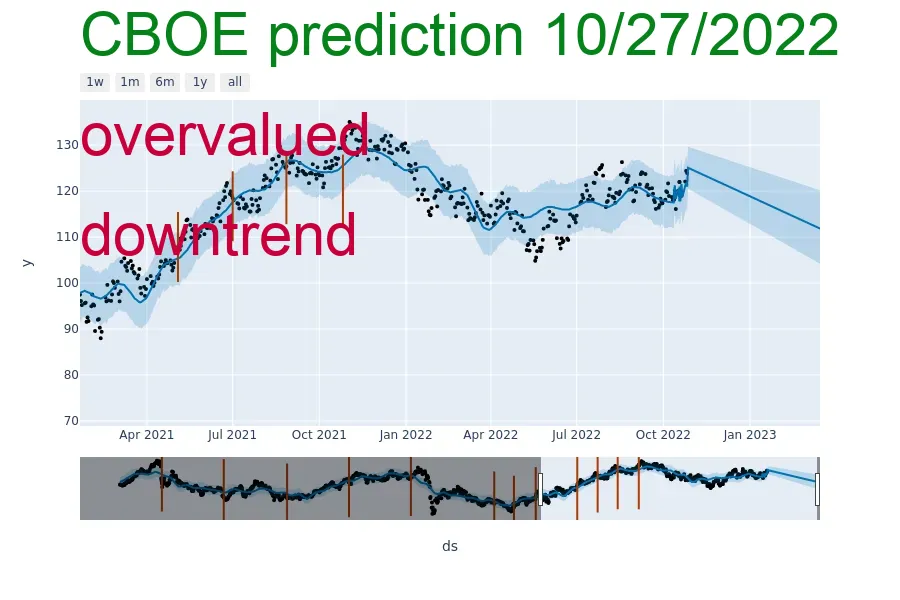 CBOE prediction 10/27/2022
1w 1m 6m 1y all
overvalued
downtrend
130
120
110
100
90
80
70
y
Apr 2021 Jul 2021 Oct 2021 Jan 2022 Apr 2022 Jul 2022 Oct 2022 Jan 2023
ds